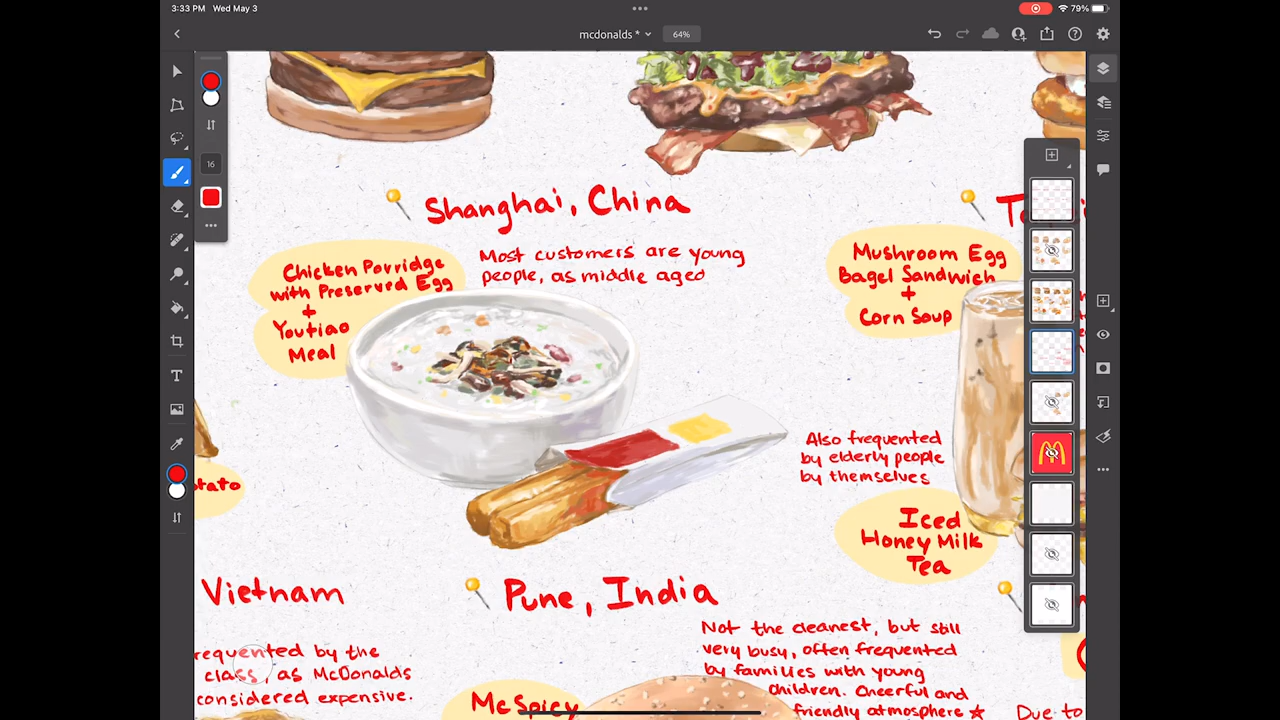 3:33 PM Wed May 3
79%
mcdonalds *
64%
16
Shanghai, China
Chicken Porridge
with Preserved Egg
+
Youtiao
Meal
Most customers are young
people, as middle aged
Mushroom Egg
Bagel Sandwich
+
Corn Soup
Also frequented
by elderly people
by themselves
Iced
Honey Milk
Tea
tato
Vietnam
requented by the
class, as McDonalds
considered expensive.
Pune, India
Not the cleanest, but still
very busy, often frequented
by families with young
children. Cheerful and
friendly atmosphere
McSpicy
Due to